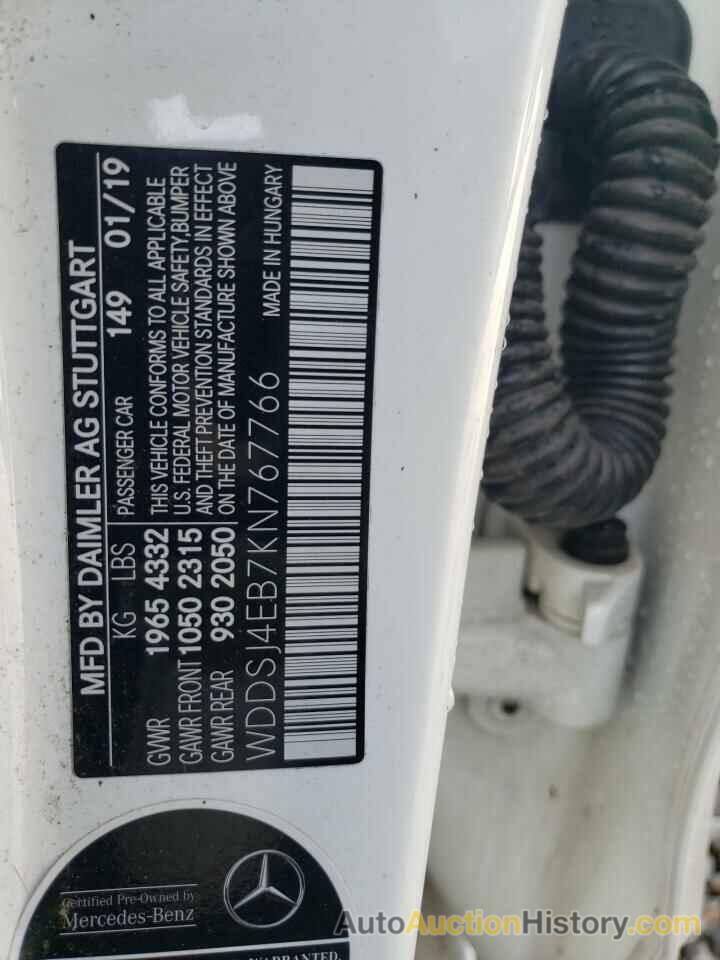 MFD BY DAIMLER AG STUTTGART
KG LBS PASSENGER CAR 149 01/19
GVWR 1965 4332 THIS VEHICLE CONFORMS TO ALL APPLICABLE
GAWR FRONT 1050 2315 U.S. FEDERAL MOTOR VEHICLE SAFETY,BUMPER
GAWR REAR 930 2050 AND THEFT PREVENTION STANDARDS IN EFFECT
ON THE DATE OF MANUFACTURE SHOWN ABOVE
WDDSJ4EB7KN767766 MADE IN HUNGARY
Certified Pre-Owned by
Mercedes-Benz
WARRANTED.
AutoAuctionHistory.com